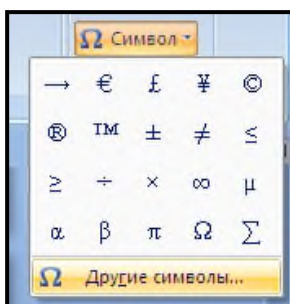 Ω Символ
→ € £ ¥ ©
® ™ ± ≠ ≤
≥ ÷ × ∞ µ
α β π Ω ∑
Ω Другие символы...